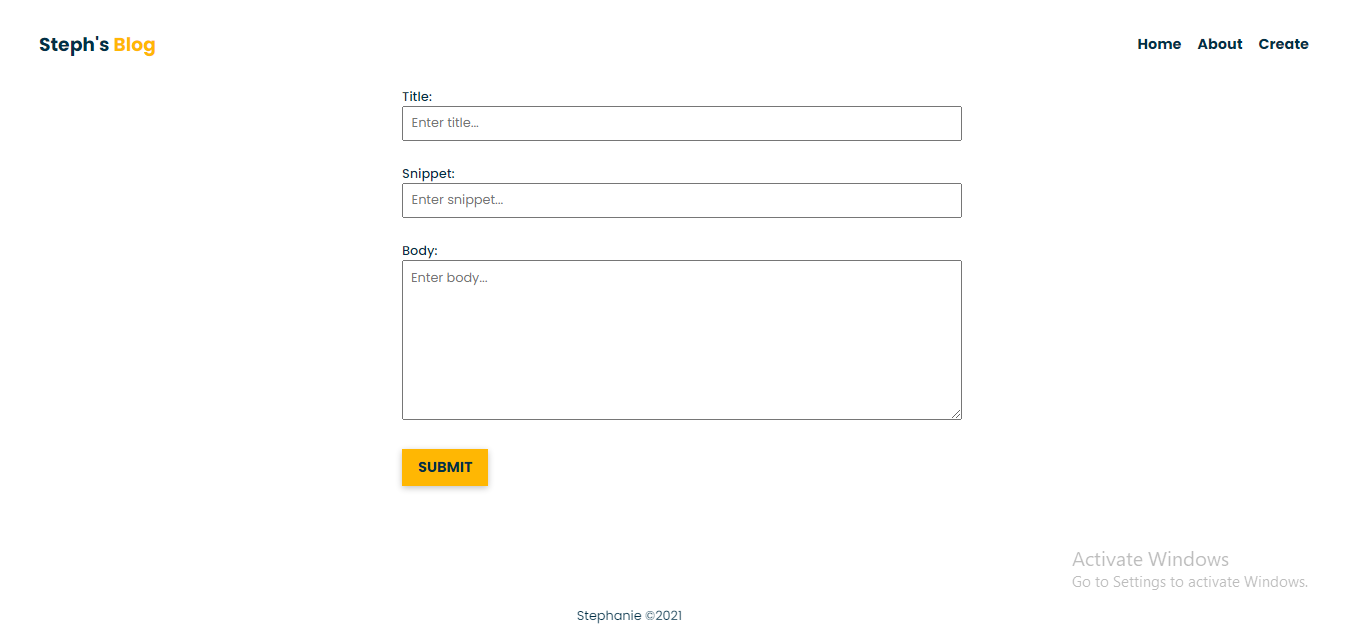 Steph's Blog
Home About Create
Title:
Enter title...
Snippet:
Enter snippet...
Body:
Enter body...
SUBMIT
Activate Windows
Go to Settings to activate Windows.
Stephanie ©2021